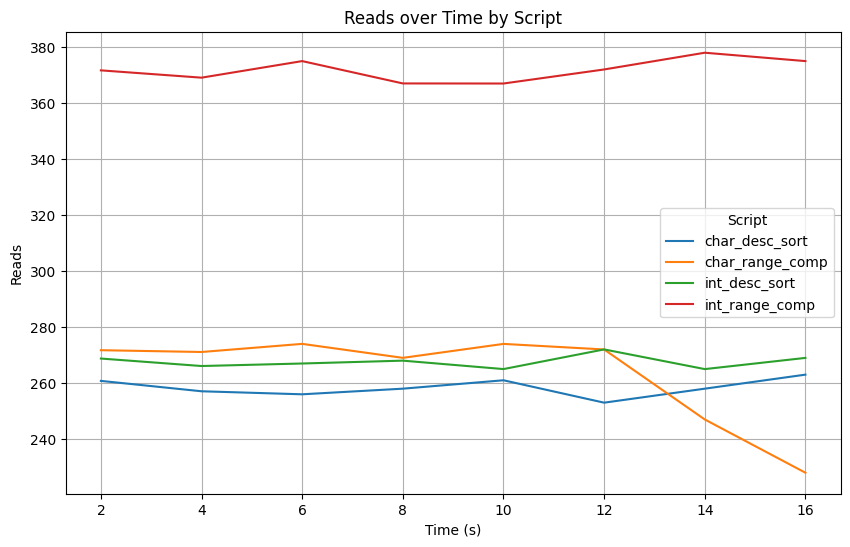 Reads over Time by Script
Reads
380
360
340
320
300
280
260
240
Script
char_desc_sort
char_range_comp
int_desc_sort
int_range_comp
2 4 6 8 10 12 14 16
Time (s)